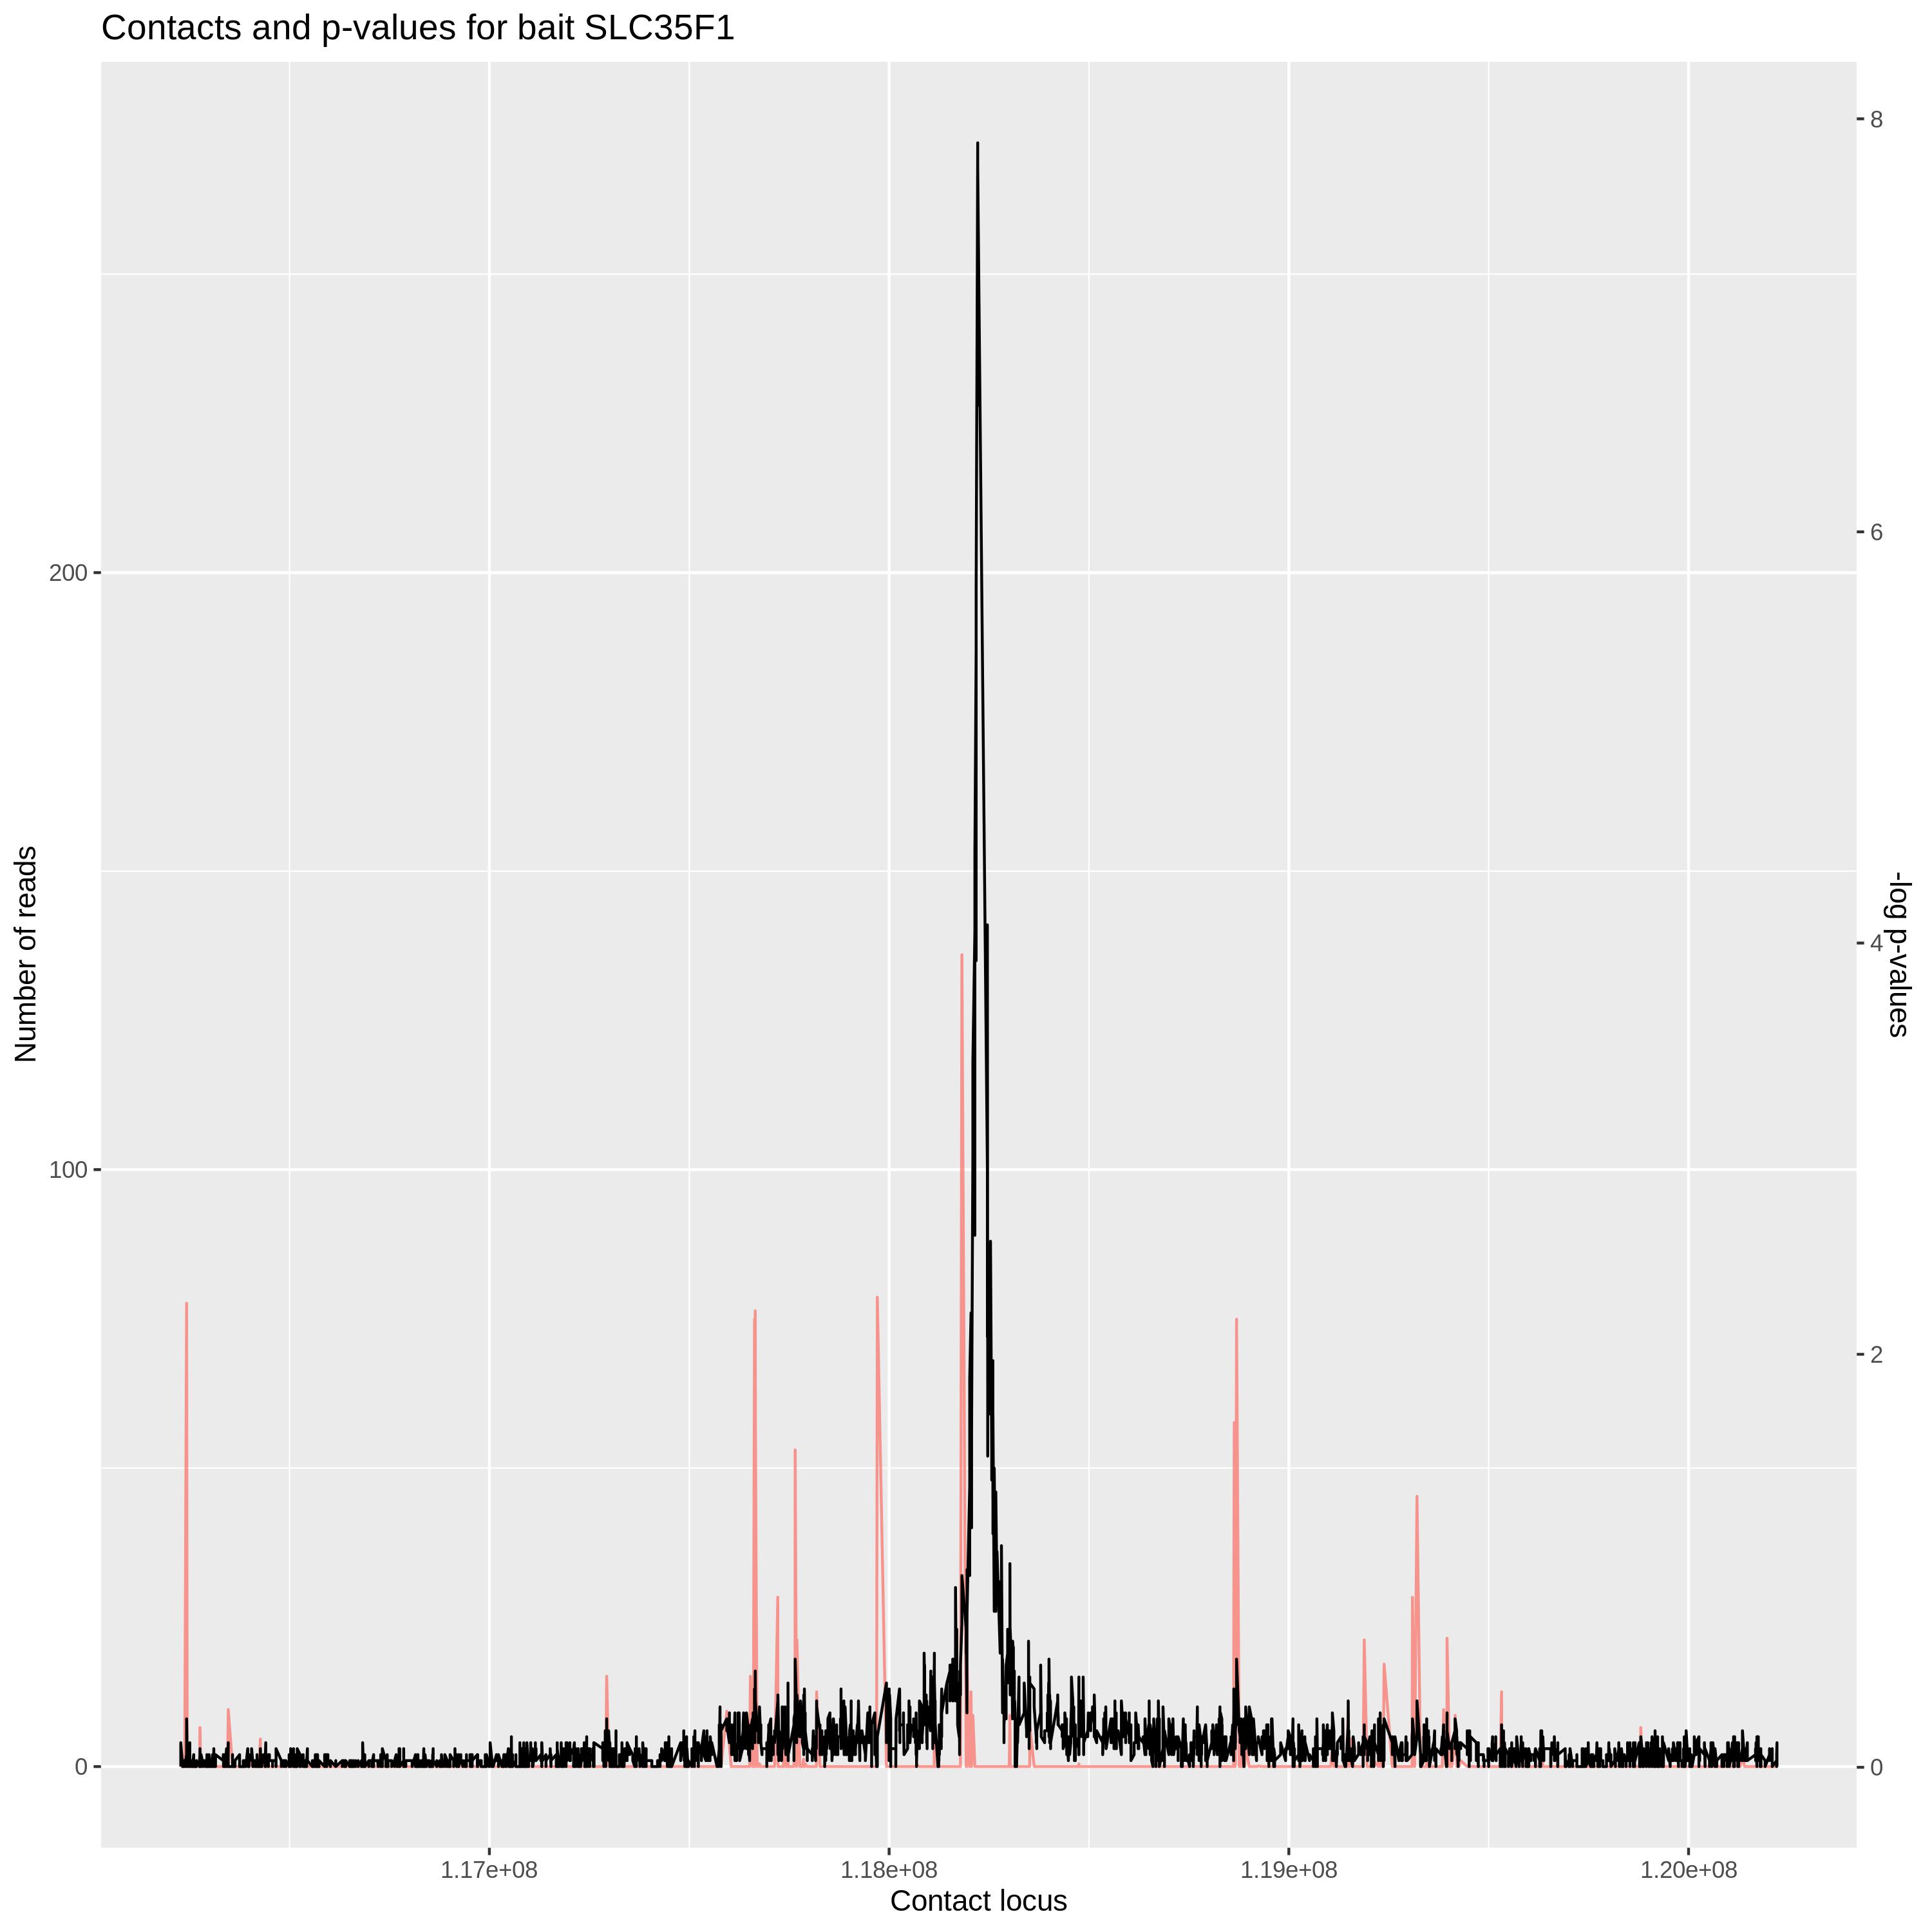 Contacts and p-values for bait SLC35F1
Number of reads
200
100
0
8
6
4
2
0
-log p-values
1.17e+08 1.18e+08 1.19e+08 1.20e+08
Contact locus